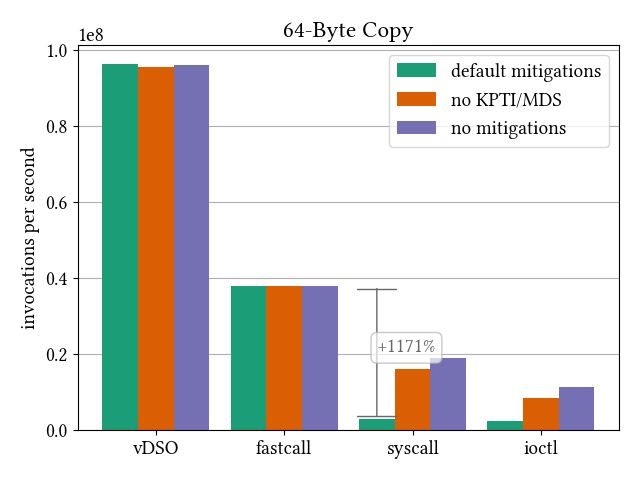 64-Byte Copy
1e8
1.0
0.8
0.6
0.4
0.2
0.0
invocations per second
default mitigations
no KPTI/MDS
no mitigations
+1171%
vDSO
fastcall
syscall
ioctl